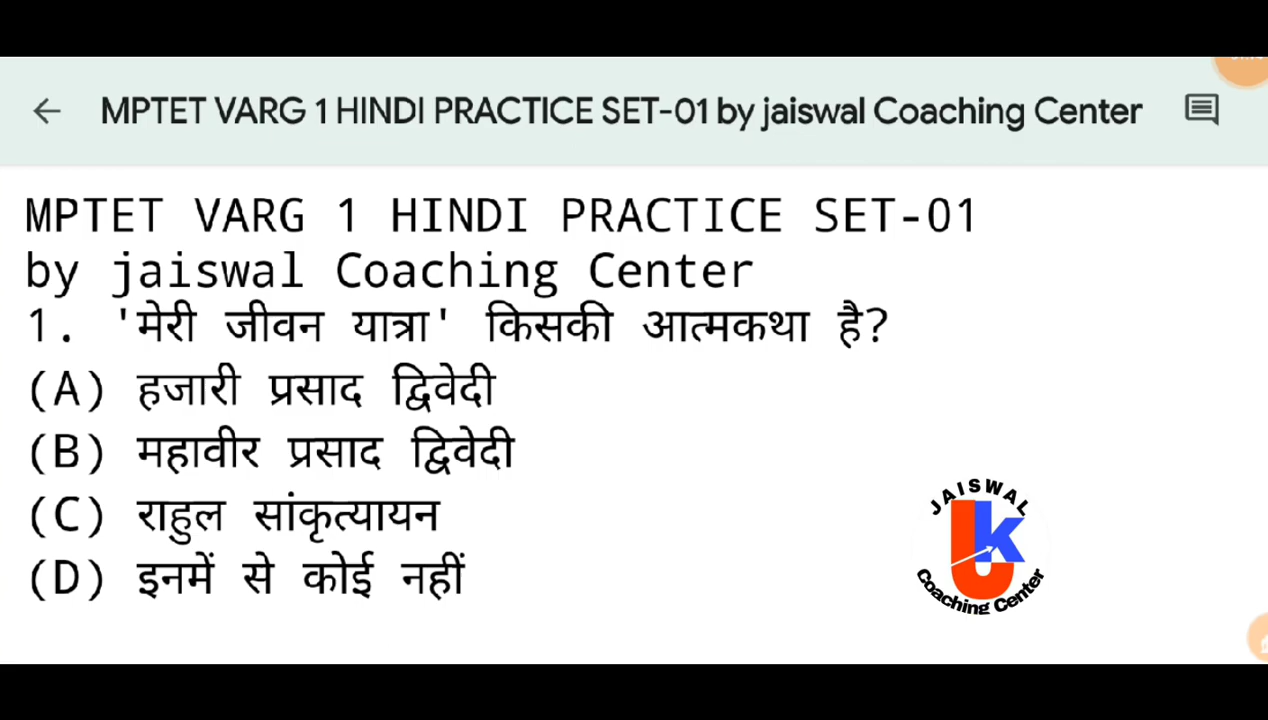 MPTET VARG 1 HINDI PRACTICE SET-01 by jaiswal Coaching Center
MPTET VARG 1 HINDI PRACTICE SET-01
by jaiswal Coaching Center
1. 'मेरी जीवन यात्रा' किसकी आत्मकथा है?
(A) हजारी प्रसाद द्विवेदी
(B) महावीर प्रसाद द्विवेदी
(C) राहुल सांकृत्यायन
(D) इनमें से कोई नहीं
JAISWAL
JK
Coaching Center